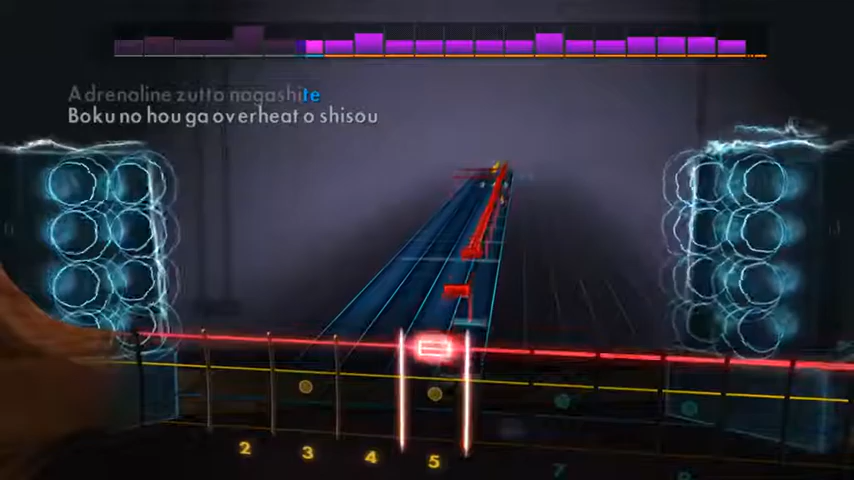 Adrenaline zutto nagashite
Boku no hou ga overheat o shisou
2 3 4 5 7